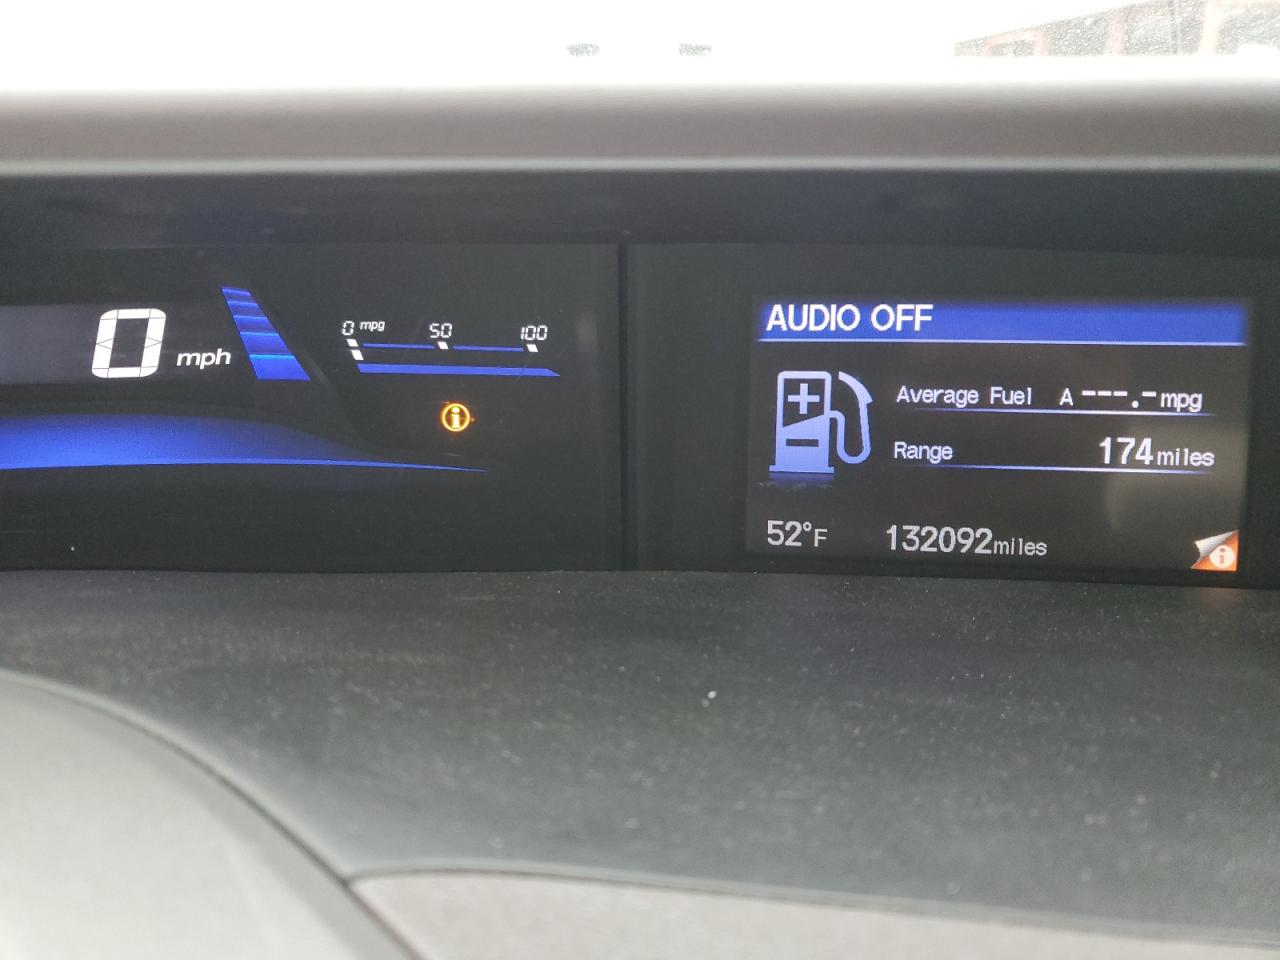 0 mph
0 mpg 50 100
AUDIO OFF
Average Fuel A ---.- mpg
Range 174 miles
52°F 132092 miles